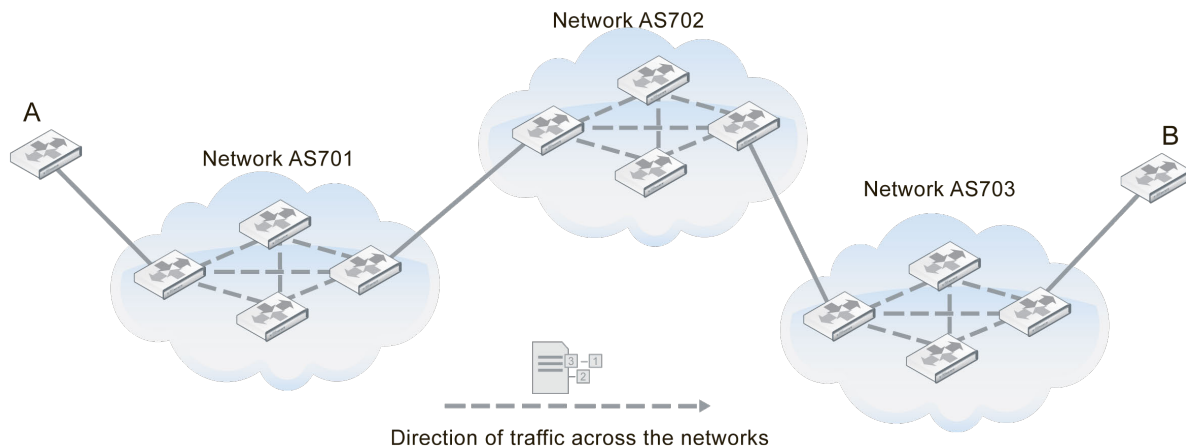 Network AS702
A
Network AS701
B
Network AS703
3
1
2
Direction of traffic across the networks